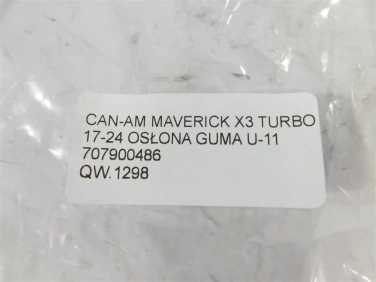 CAN-AM MAVERICK X3 TURBO
17-24 OSŁONA GUMA U-11
707900486
QW.1298